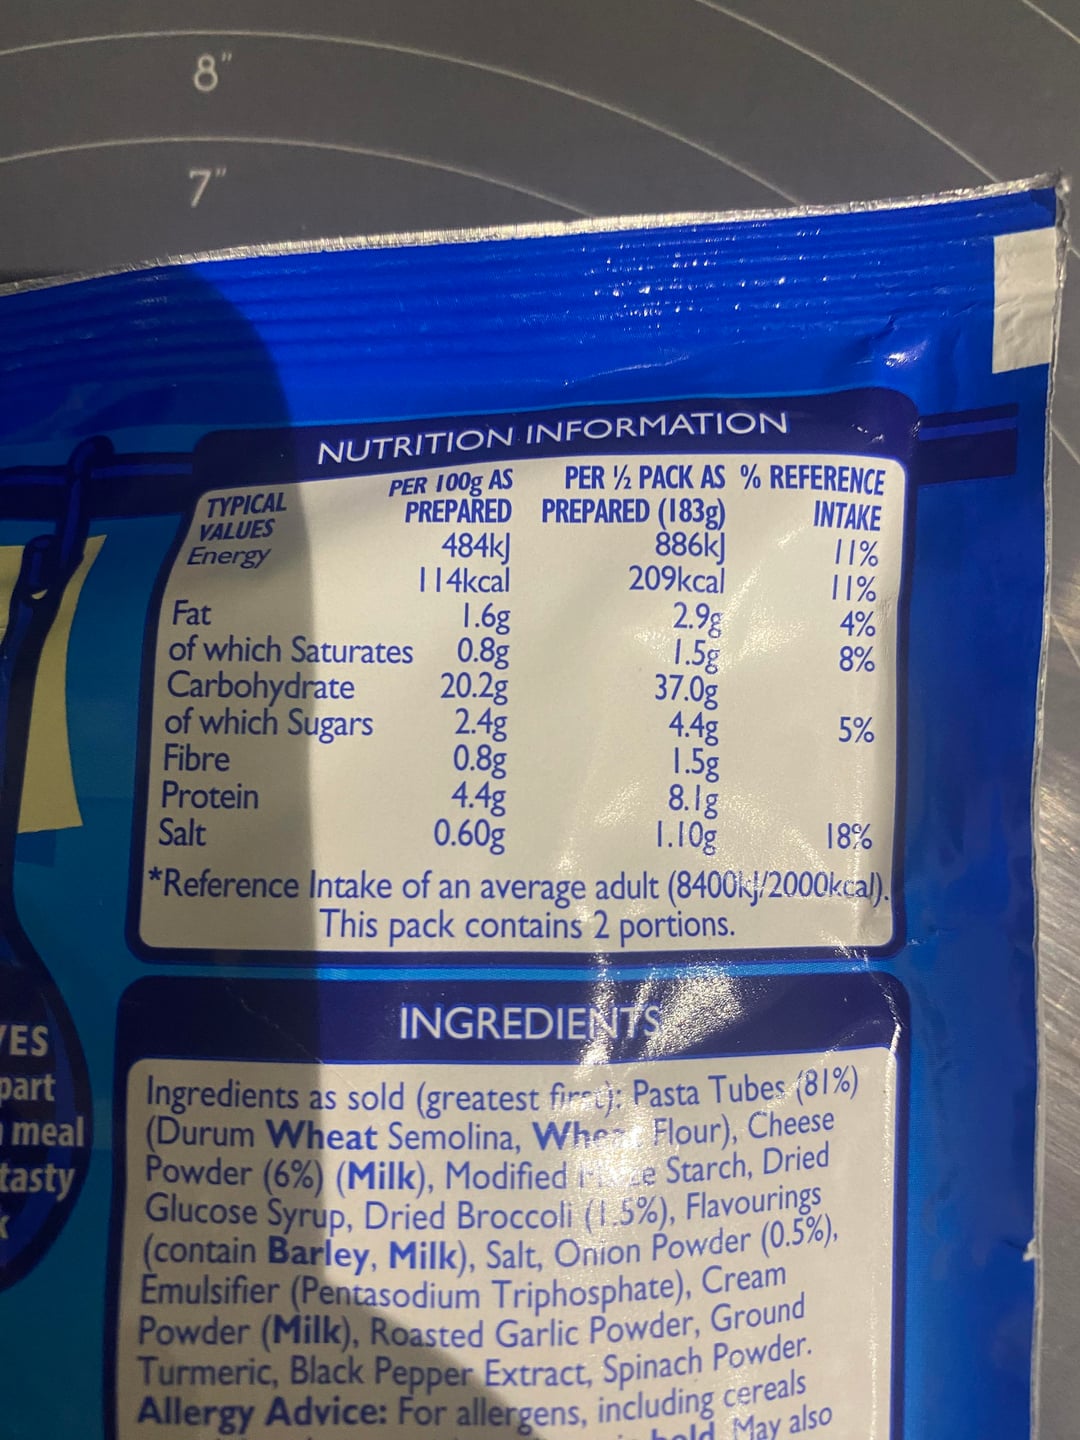 8"
7"
NUTRITION INFORMATION
TYPICAL VALUES PER 100g AS PREPARED PER ½ PACK AS PREPARED (183g) % REFERENCE INTAKE
Energy 484kJ 886kJ 11%
114kcal 209kcal 11%
Fat 1.6g 2.9g 4%
of which Saturates 0.8g 1.5g 8%
Carbohydrate 20.2g 37.0g
of which Sugars 2.4g 4.4g 5%
Fibre 0.8g 1.5g
Protein 4.4g 8.1g
Salt 0.60g 1.10g 18%
*Reference Intake of an average adult (8400kJ/2000kcal).
This pack contains 2 portions.
part
meal
tasty
INGREDIENTS
Ingredients as sold (greatest first): Pasta Tubes (81%)
(Durum Wheat Semolina, Wheat Flour), Cheese
Powder (6%) (Milk), Modified Starch, Dried
Glucose Syrup, Dried Broccoli (1.5%), Flavourings
(contain Barley, Milk), Salt, Onion Powder (0.5%),
Emulsifier (Pentasodium Triphosphate), Cream
Powder (Milk), Roasted Garlic Powder, Ground
Turmeric, Black Pepper Extract, Spinach Powder.
Allergy Advice: For allergens, including cereals
bold. May also